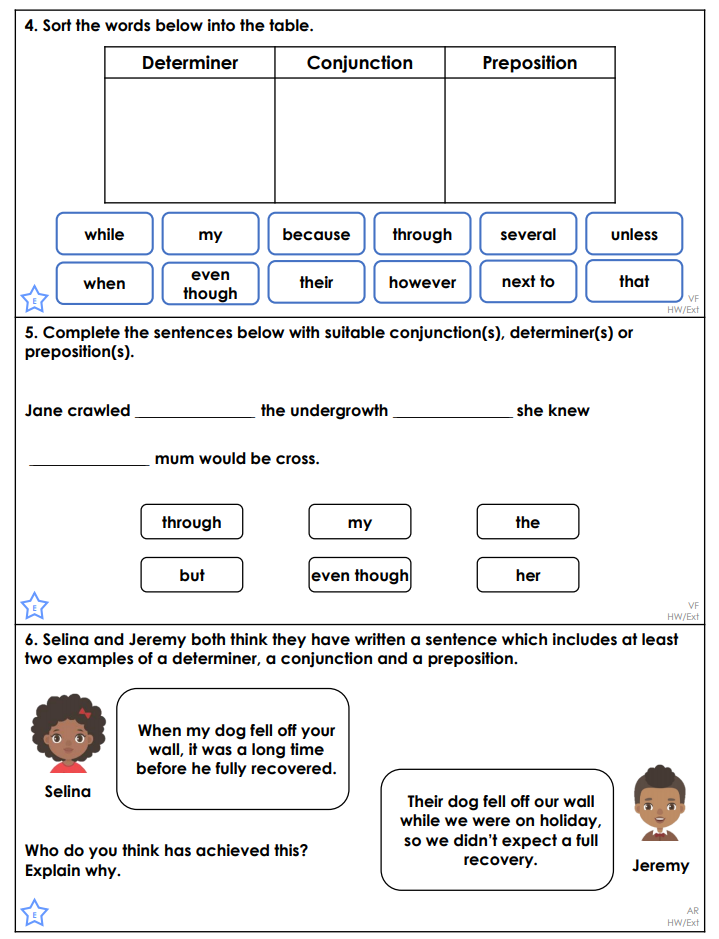 4. Sort the words below into the table.
Determiner Conjunction Preposition
while my because through several unless
when even though their however next to that
E
VF
HW/Ext
5. Complete the sentences below with suitable conjunction(s), determiner(s) or
preposition(s).
Jane crawled ____________ the undergrowth ____________ she knew
____________ mum would be cross.
through my the
but even though her
E
VF
HW/Ext
6. Selina and Jeremy both think they have written a sentence which includes at least
two examples of a determiner, a conjunction and a preposition.
When my dog fell off your
wall, it was a long time
before he fully recovered.
Selina
Their dog fell off our wall
while we were on holiday,
so we didn't expect a full
recovery.
Jeremy
Who do you think has achieved this?
Explain why.
E
AR
HW/Ext